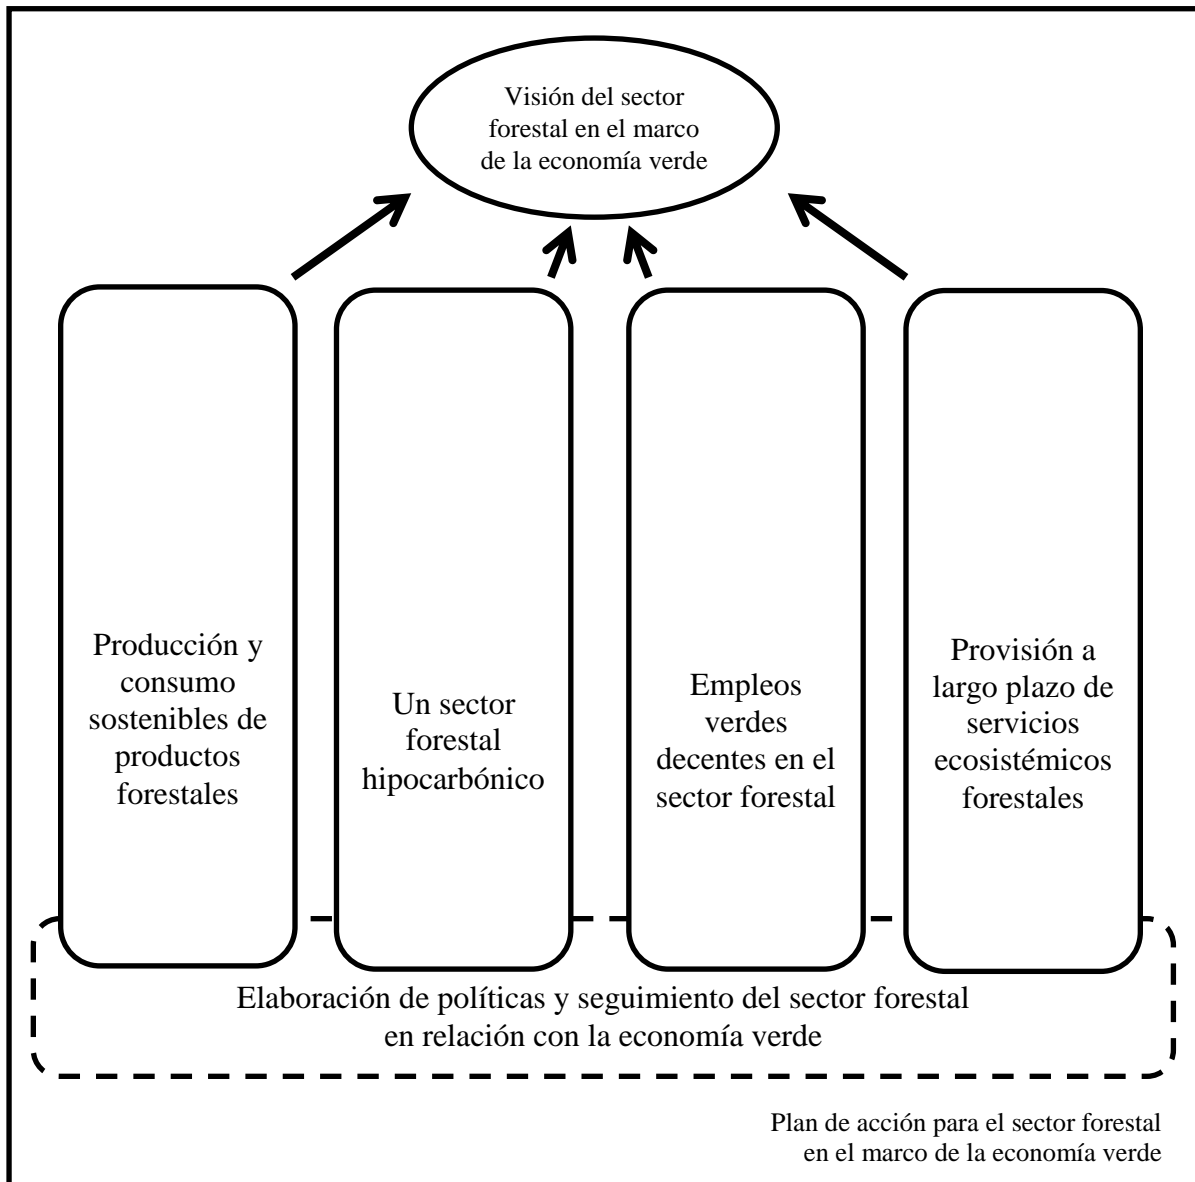 Visión del sector
forestal en el marco
de la economía verde
Producción y
consumo
sostenibles de
productos
forestales
Un sector
forestal
hipocarbónico
Empleos
verdes
decentes en el
sector forestal
Provisión a
largo plazo de
servicios
ecosistémicos
forestales
Elaboración de políticas y seguimiento del sector forestal
en relación con la economía verde
Plan de acción para el sector forestal
en el marco de la economía verde